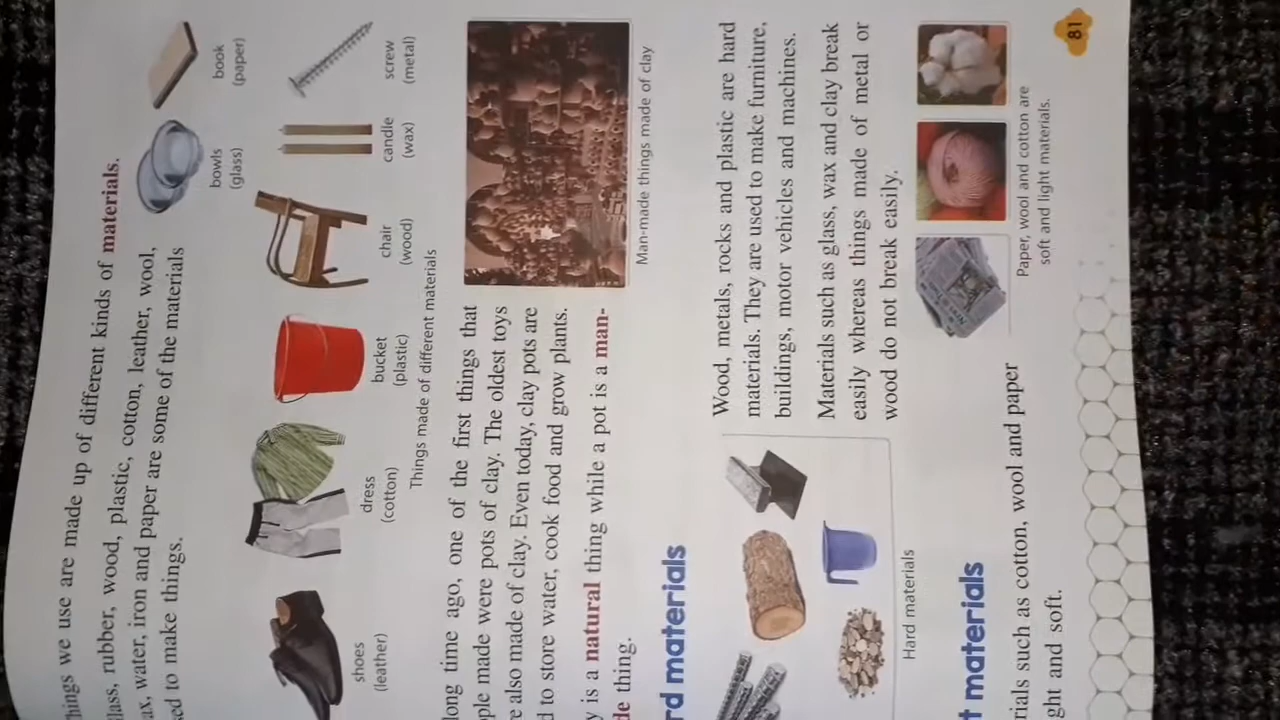 hings we use are made up of different kinds of materials.
lass, rubber, wood, plastic, cotton, leather, wool,
ax, water, iron and paper are some of the materials
ed to make things.
bowls
(glass)
book
(paper)
shoes
(leather)
dress
(cotton)
bucket
(plastic)
chair
(wood)
candle
(wax)
screw
(metal)
Things made of different materials
long time ago, one of the first things that
ple made were pots of clay. The oldest toys
re also made of clay. Even today, clay pots are
d to store water, cook food and grow plants.
y is a natural thing while a pot is a man-
de thing.
Man-made things made of clay
rd materials
Hard materials
Wood, metals, rocks and plastic are hard
materials. They are used to make furniture,
buildings, motor vehicles and machines.
Materials such as glass, wax and clay break
easily whereas things made of metal or
wood do not break easily.
t materials
rials such as cotton, wool and paper
ght and soft.
Paper, wool and cotton are
soft and light materials.
81